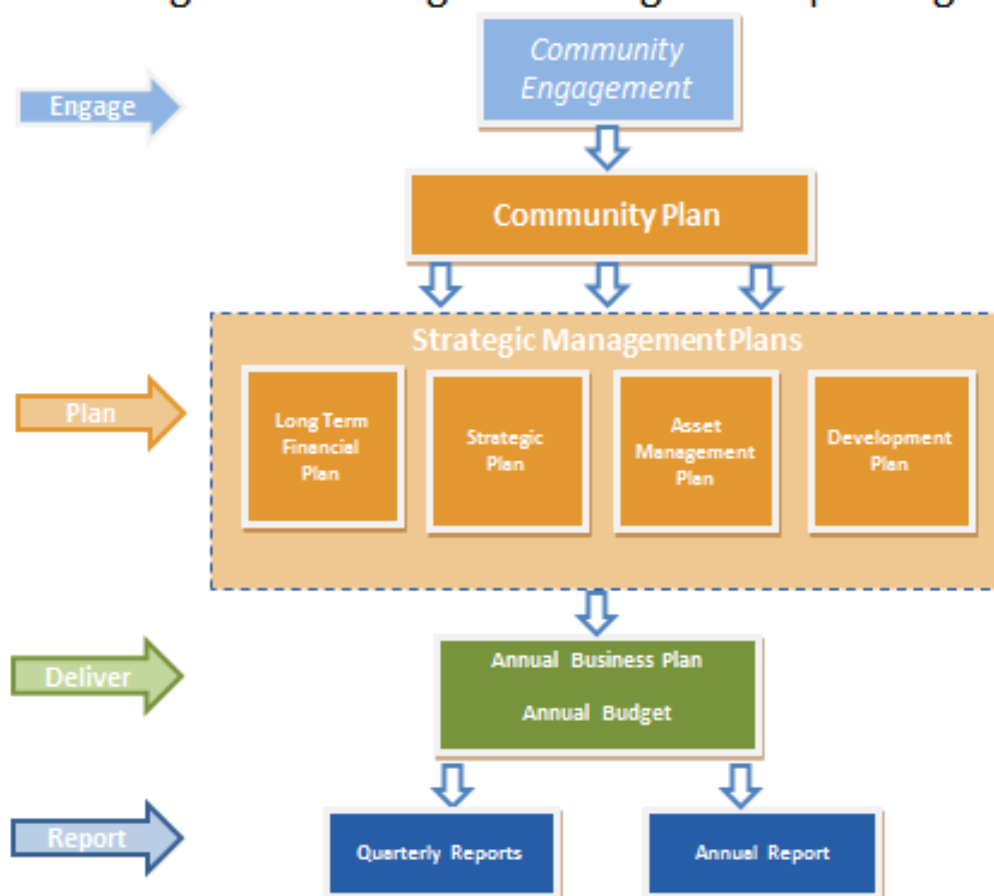 Community
Engagement
Engage
Community Plan
Strategic Management Plans
Plan
Long Term
Financial
Plan
Strategic
Plan
Asset
Management
Plan
Development
Plan
Annual Business Plan
Annual Budget
Deliver
Report
Quarterly Reports
Annual Report